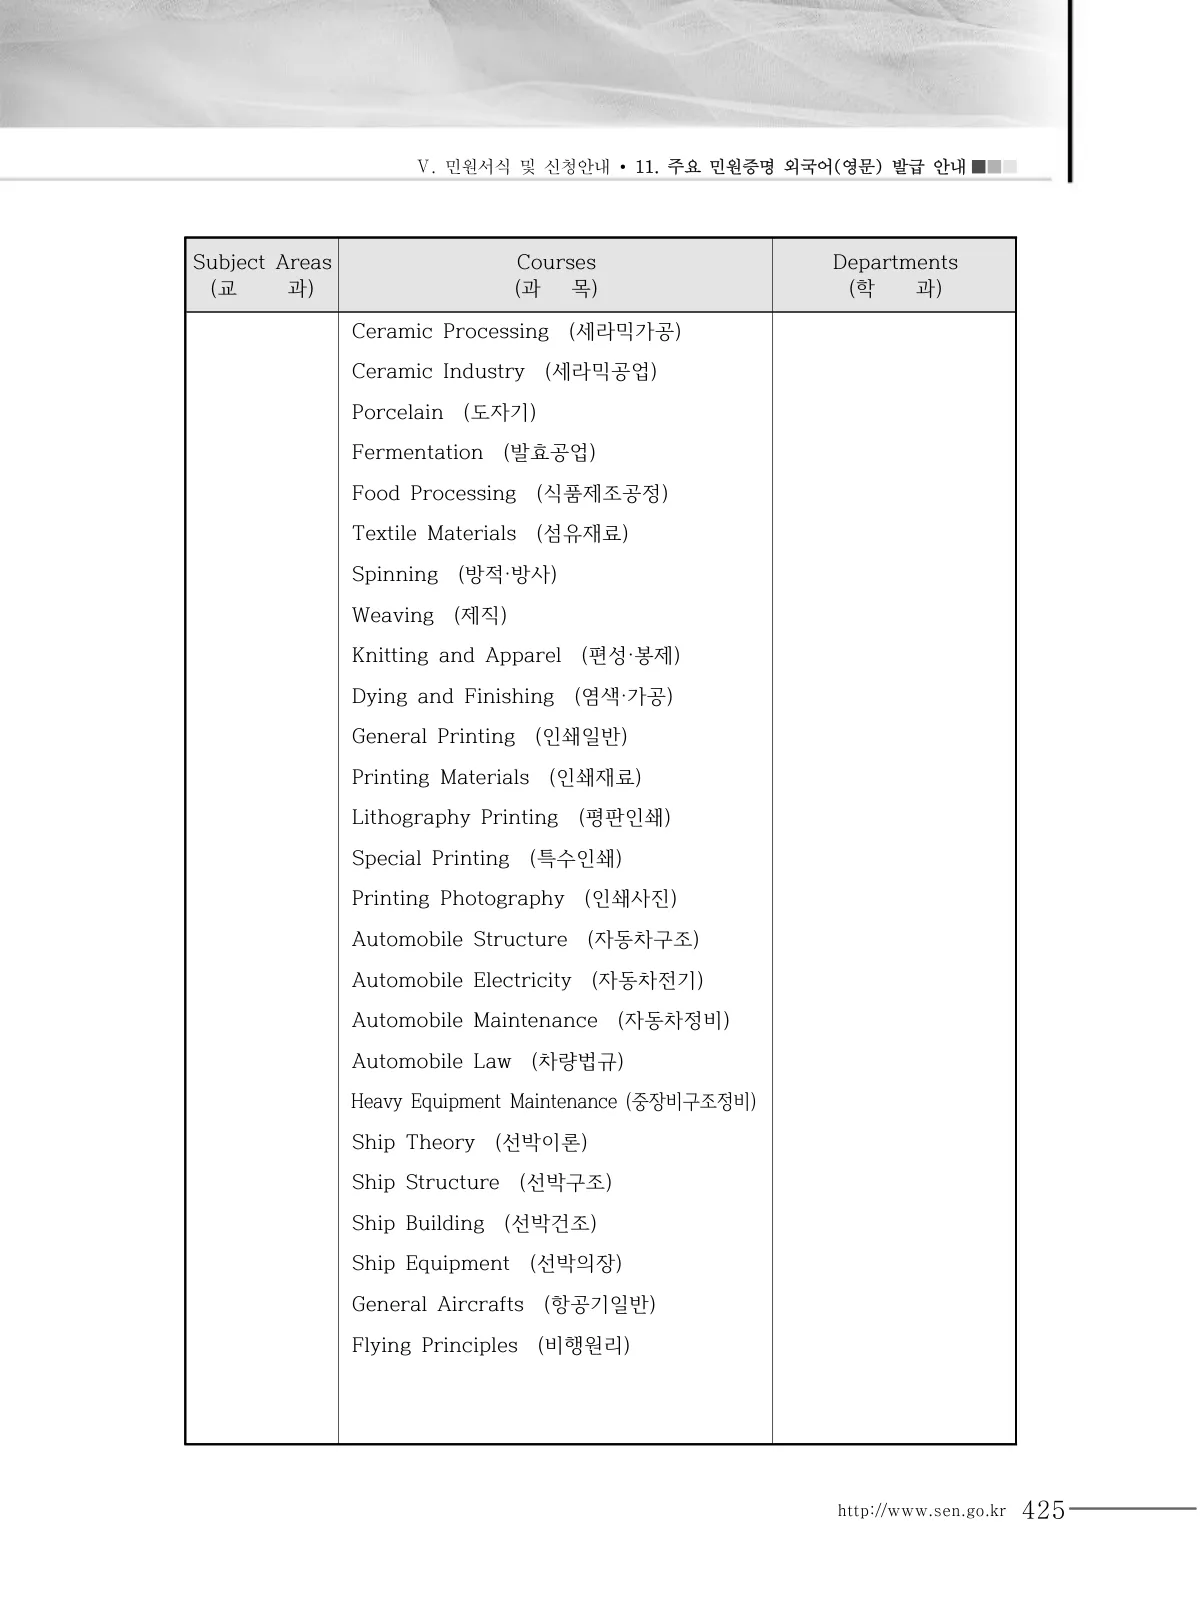 V. 민원서식 및 신청안내 • 11. 주요 민원증명 외국어(영문) 발급 안내
Subject Areas
(교 과)
Courses
(과 목)
Departments
(학 과)
Ceramic Processing (세라믹가공)
Ceramic Industry (세라믹공업)
Porcelain (도자기)
Fermentation (발효공업)
Food Processing (식품제조공정)
Textile Materials (섬유재료)
Spinning (방적·방사)
Weaving (제직)
Knitting and Apparel (편성·봉제)
Dying and Finishing (염색·가공)
General Printing (인쇄일반)
Printing Materials (인쇄재료)
Lithography Printing (평판인쇄)
Special Printing (특수인쇄)
Printing Photography (인쇄사진)
Automobile Structure (자동차구조)
Automobile Electricity (자동차전기)
Automobile Maintenance (자동차정비)
Automobile Law (차량법규)
Heavy Equipment Maintenance (중장비구조정비)
Ship Theory (선박이론)
Ship Structure (선박구조)
Ship Building (선박건조)
Ship Equipment (선박의장)
General Aircrafts (항공기일반)
Flying Principles (비행원리)
http://www.sen.go.kr 425